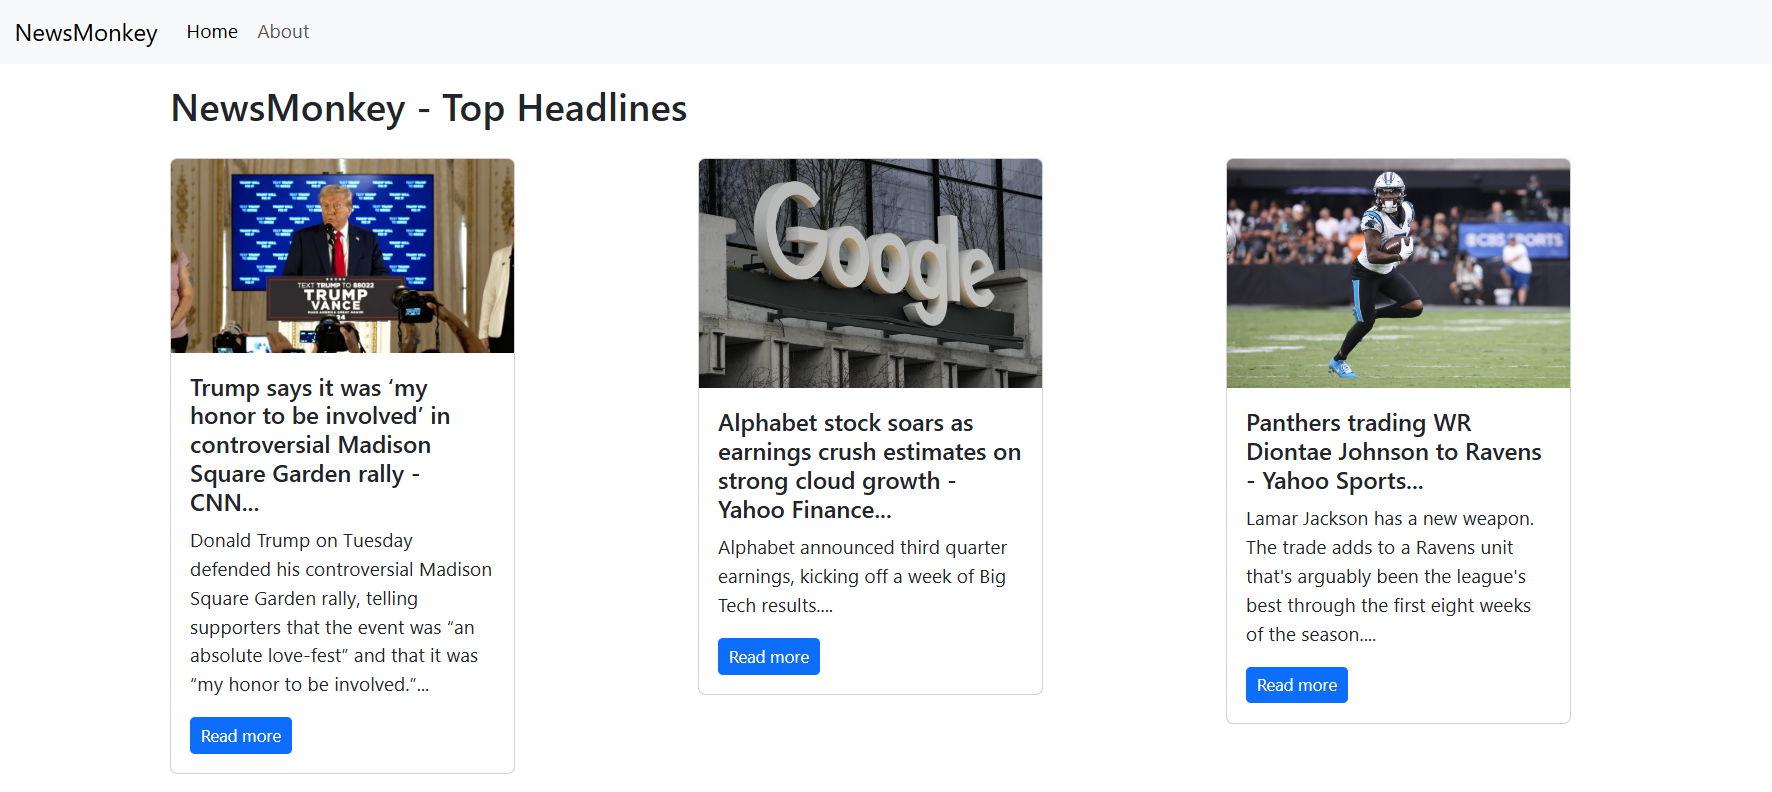 NewsMonkey Home About
NewsMonkey - Top Headlines
TEXT TRUMP TO 88022
TRUMP
VANCE
MAKE AMERICA GREAT AGAIN!
24
Trump says it was ‘my
honor to be involved’ in
controversial Madison
Square Garden rally -
CNN...
Donald Trump on Tuesday
defended his controversial Madison
Square Garden rally, telling
supporters that the event was “an
absolute love-fest” and that it was
“my honor to be involved.”...
Read more
Google
Alphabet stock soars as
earnings crush estimates on
strong cloud growth -
Yahoo Finance...
Alphabet announced third quarter
earnings, kicking off a week of Big
Tech results....
Read more
CBS SPORTS
Panthers trading WR
Diontae Johnson to Ravens
- Yahoo Sports...
Lamar Jackson has a new weapon.
The trade adds to a Ravens unit
that's arguably been the league's
best through the first eight weeks
of the season....
Read more